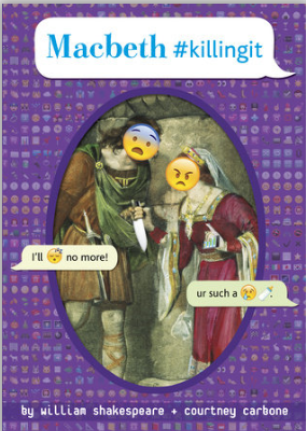 Macbeth #killingit
I'll 😴 no more!
ur such a 😢 🍼!
by william shakespeare + courtney carbone